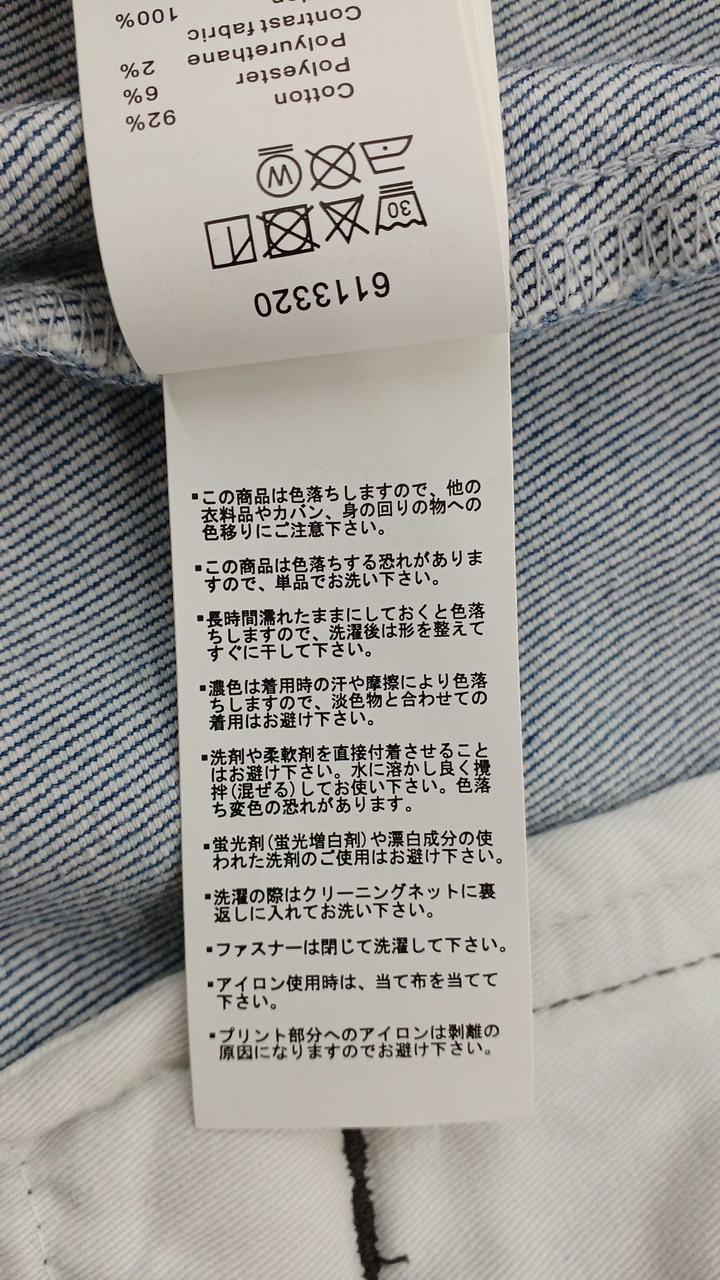 100%
Contrast fabric
Polyurethane 2%
Polyester 6%
Cotton 92%
W
30
6113320
▪この商品は色落ちしますので、他の
衣料品やカバン、身の回りの物への
色移りにご注意下さい。
▪この商品は色落ちする恐れがありま
すので、単品でお洗い下さい。
▪長時間濡れたままにしておくと色落
ちしますので、洗濯後は形を整えて
すぐに干して下さい。
▪濃色は着用時の汗や摩擦により色落
ちしますので、淡色物と合わせての
着用はお避け下さい。
▪洗剤や柔軟剤を直接付着させること
はお避け下さい。水に溶かし良く攪
拌(混ぜる)してお使い下さい。色落
ち変色の恐れがあります。
▪蛍光剤(蛍光増白剤)や漂白成分の使
われた洗剤のご使用はお避け下さい。
▪洗濯の際はクリーニングネットに裏
返しに入れてお洗い下さい。
▪ファスナーは閉じて洗濯して下さい。
▪アイロン使用時は、当て布を当てて
下さい。
▪プリント部分へのアイロンは剥離の
原因になりますのでお避け下さい。